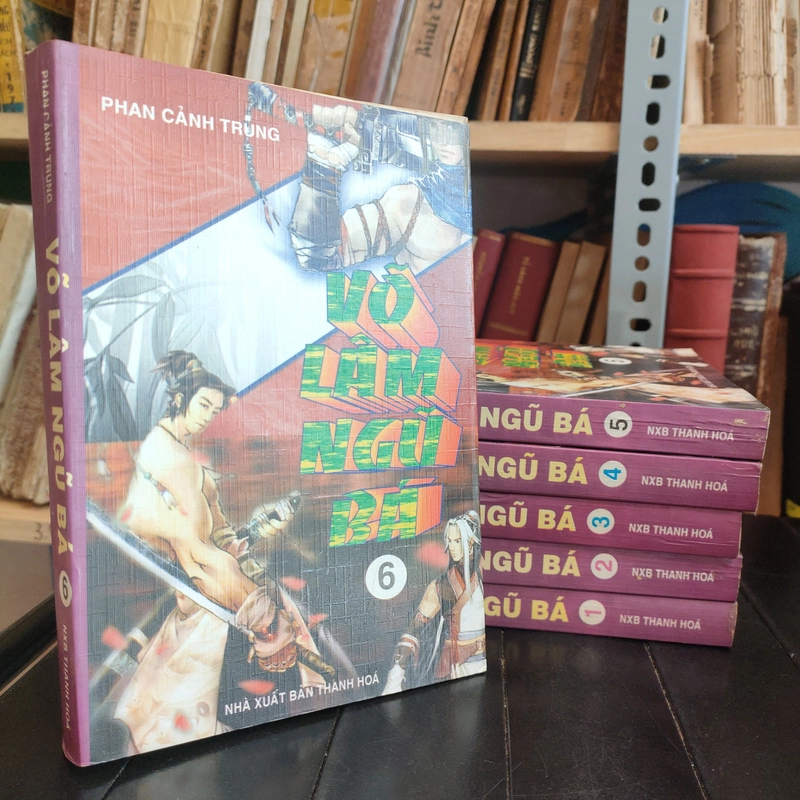 PHAN CẢNH TRUNG
VÕ
LÂM
NGŨ
BÁ
6
NHÀ XUẤT BẢN THANH HOÁ
PHAN CẢNH TRUNG
VÕ LÂM NGŨ BÁ
6
NXB THANH HOÁ
NGŨ BÁ 5 NXB THANH HOÁ
NGŨ BÁ 4 NXB THANH HOÁ
NGŨ BÁ 3 NXB THANH HOÁ
NGŨ BÁ 2 NXB THANH HOÁ
NGŨ BÁ 1 NXB THANH HOÁ